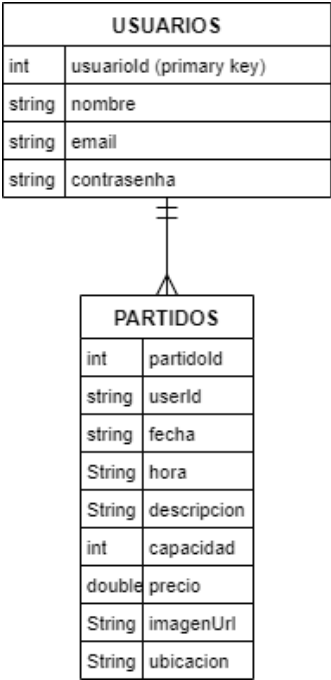 USUARIOS
int usuarioId (primary key)
string nombre
string email
string contrasenha
PARTIDOS
int partidoId
string userId
string fecha
String hora
String descripcion
int capacidad
double precio
String imagenUrl
String ubicacion